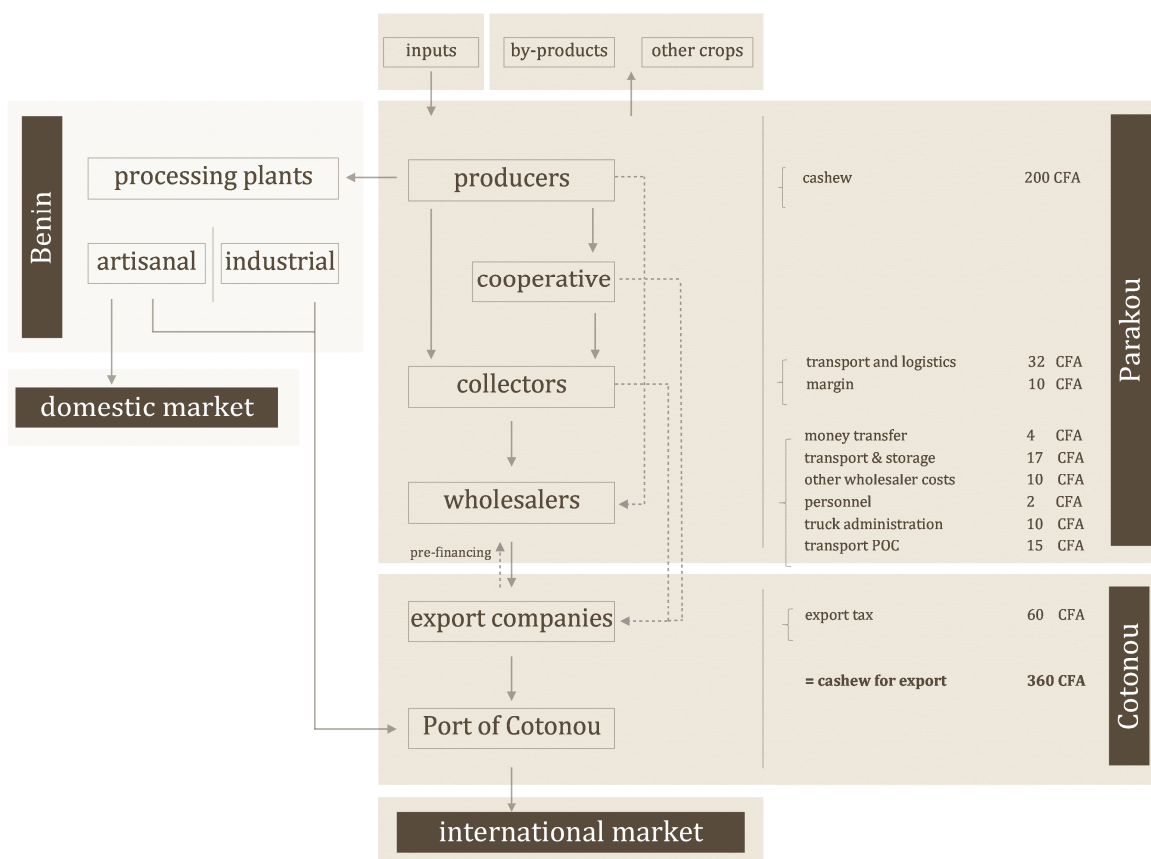 inputs
by-products
other crops
Benin
processing plants
artisanal
industrial
domestic market
producers
cooperative
collectors
wholesalers
pre-financing
export companies
Port of Cotonou
international market
cashew 200 CFA
transport and logistics 32 CFA
margin 10 CFA
money transfer 4 CFA
transport & storage 17 CFA
other wholesaler costs 10 CFA
personnel 2 CFA
truck administration 10 CFA
transport POC 15 CFA
export tax 60 CFA
= cashew for export 360 CFA
Parakou
Cotonou